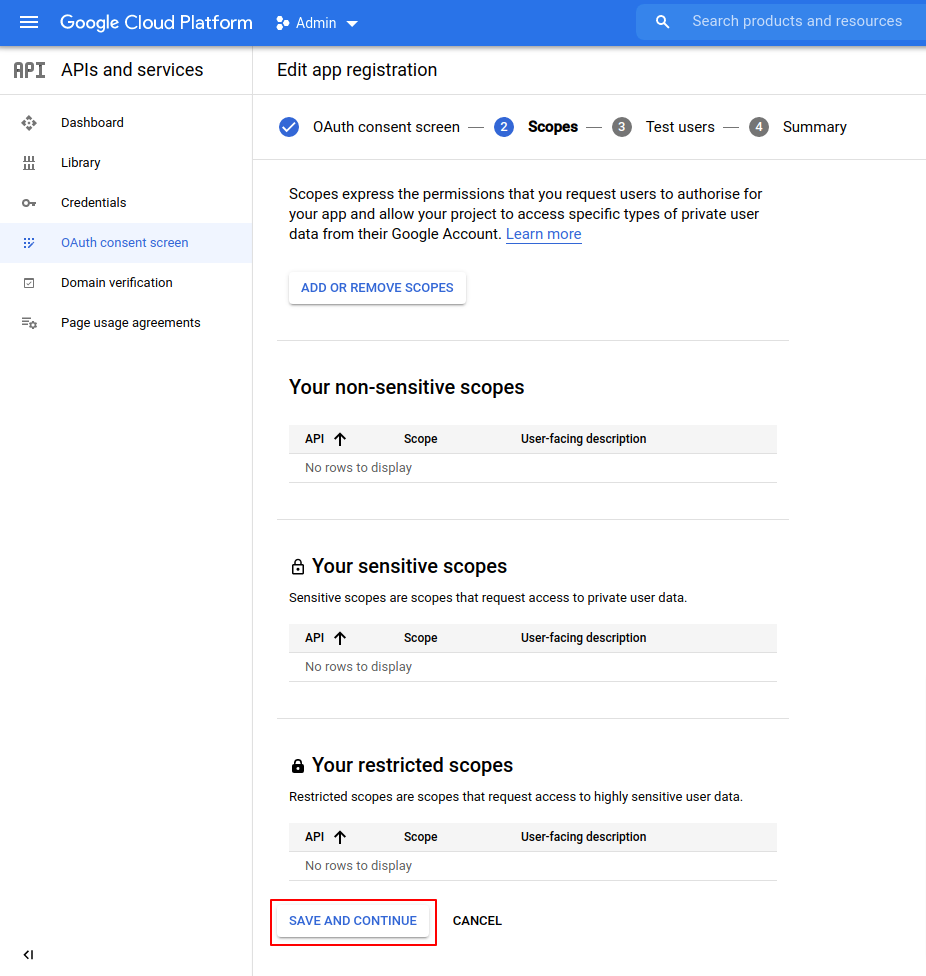 Google Cloud Platform
Admin
Search products and resources
API
APIs and services
Edit app registration
Dashboard
Library
Credentials
OAuth consent screen
Domain verification
Page usage agreements
OAuth consent screen — 2 Scopes — 3 Test users — 4 Summary
Scopes express the permissions that you request users to authorise for
your app and allow your project to access specific types of private user
data from their Google Account. Learn more
ADD OR REMOVE SCOPES
Your non-sensitive scopes
API Scope User-facing description
No rows to display
Your sensitive scopes
Sensitive scopes are scopes that request access to private user data.
API Scope User-facing description
No rows to display
Your restricted scopes
Restricted scopes are scopes that request access to highly sensitive user data.
API Scope User-facing description
No rows to display
SAVE AND CONTINUE CANCEL